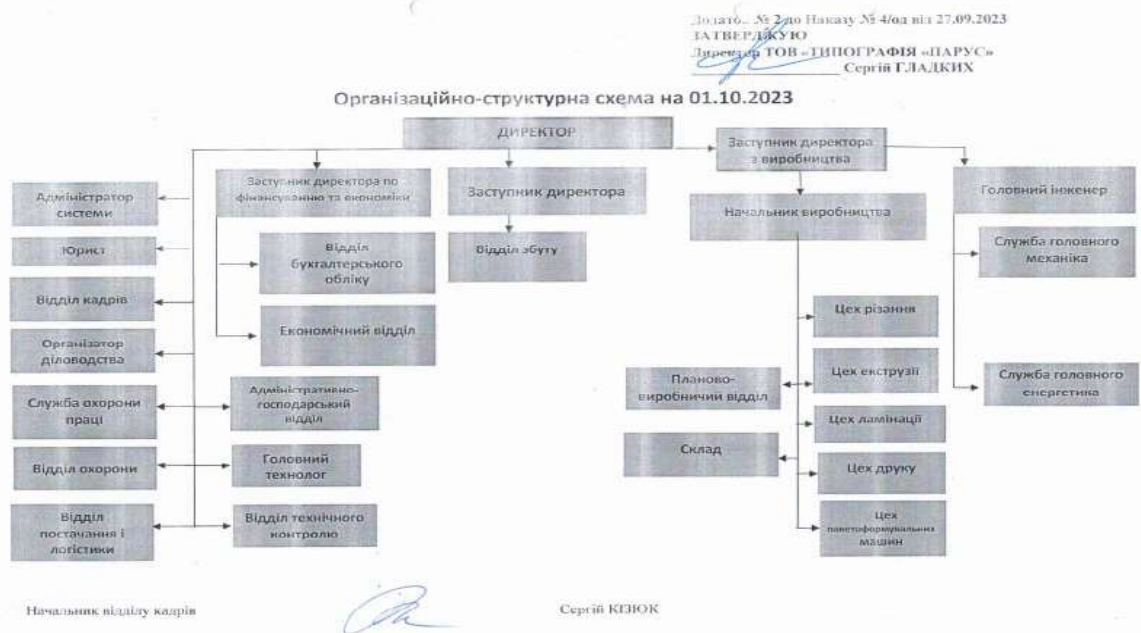 Додато.. № 2 до Наказу № 4/од від 27.09.2023
ЗАТВЕРДЖУЮ
Директор ТОВ «ТИПОГРАФІЯ «ПАРУС»
Сергій ГЛАДКИХ
Організаційно-структурна схема на 01.10.2023
ДИРЕКТОР
Заступник директора
з виробництва
Адміністратор
системи
Заступник директора по
фінансуванню та економіки
Заступник директора
Начальник виробництва
Головний інженер
Юрист
Відділ
бухгалтерського
обліку
Відділ збуту
Служба головного
механіка
Відділ кадрів
Економічний відділ
Цех різання
Організатор
діловодства
Планово-
виробничий відділ
Цех екструзії
Служба головного
енергетика
Служба охорони
праці
Адміністративно-
господарський
відділ
Цех ламінації
Відділ охорони
Головний
технолог
Склад
Цех друку
Відділ
постачання і
логістики
Відділ технічного
контролю
Цех
пакетоформувальних
машин
Начальник відділу кадрів
Сергій КІЗЮК